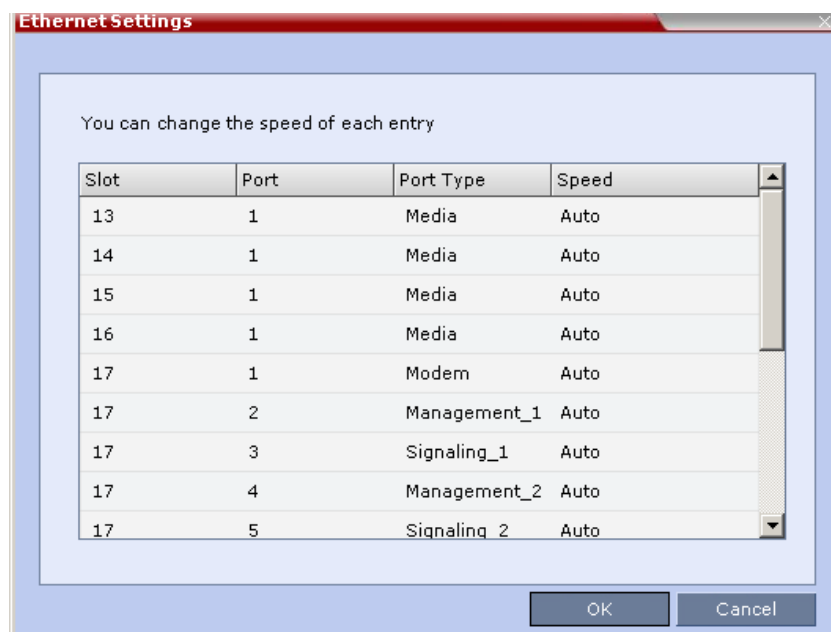 Ethernet Settings
You can change the speed of each entry
Slot Port Port Type Speed
13 1 Media Auto
14 1 Media Auto
15 1 Media Auto
16 1 Media Auto
17 1 Modem Auto
17 2 Management_1 Auto
17 3 Signaling_1 Auto
17 4 Management_2 Auto
17 5 Signaling_2 Auto
OK Cancel